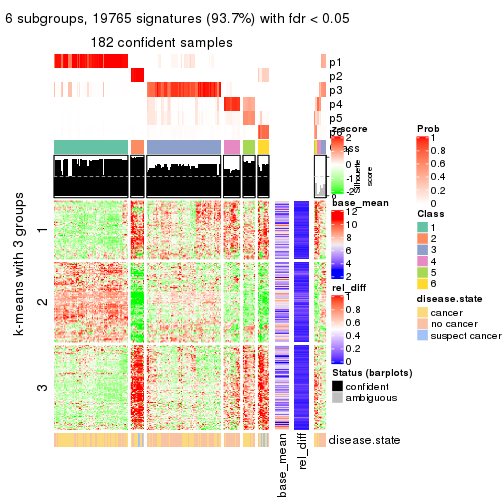 6 subgroups, 19765 signatures (93.7%) with fdr < 0.05
182 confident samples
p1
p2
p3
p4
p5
p6
Class
Silhouette
score
k-means with 3 groups
1
2
3
base_mean
rel_diff
disease.state
z-score
2
1
0
-1
-2
base_mean
12
10
8
6
4
2
rel_diff
1
0.8
0.6
0.4
0.2
0
Status (barplots)
confident
ambiguous
Prob
1
0.8
0.6
0.4
0.2
0
Class
1
2
3
4
5
6
disease.state
cancer
no cancer
suspect cancer